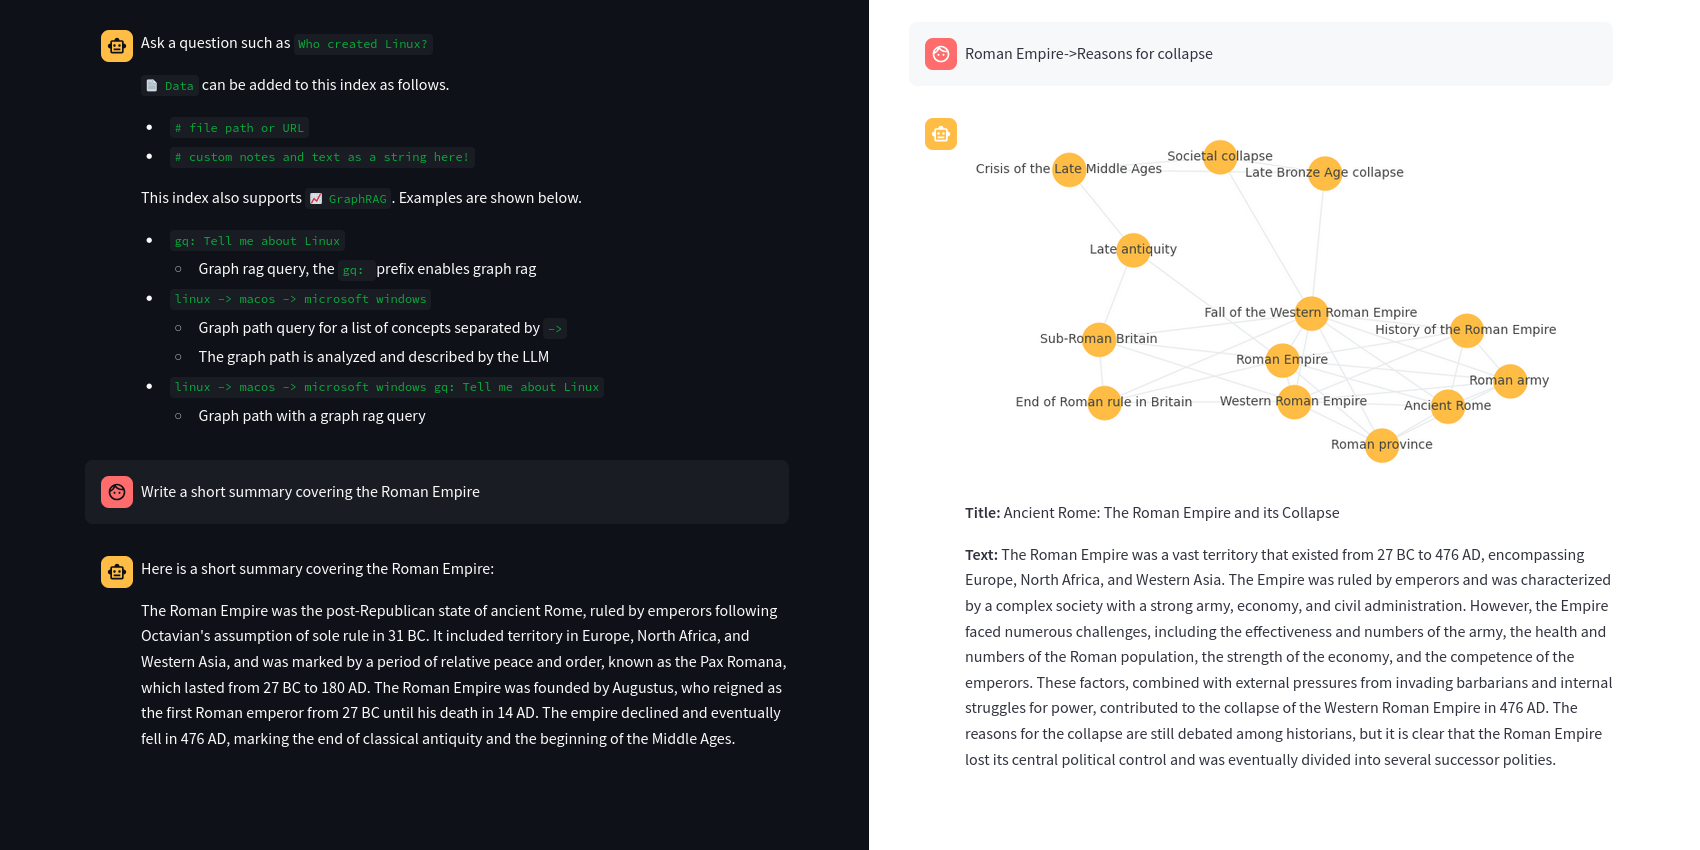 Ask a question such as Who created Linux?
📄 Data can be added to this index as follows.
• # file path or URL
• # custom notes and text as a string here!
This index also supports 📈 GraphRAG. Examples are shown below.
• gq: Tell me about Linux
○ Graph rag query, the gq: prefix enables graph rag
• linux -> macos -> microsoft windows
○ Graph path query for a list of concepts separated by ->
○ The graph path is analyzed and described by the LLM
• linux -> macos -> microsoft windows gq: Tell me about Linux
○ Graph path with a graph rag query
Write a short summary covering the Roman Empire
Here is a short summary covering the Roman Empire:
The Roman Empire was the post-Republican state of ancient Rome, ruled by emperors following
Octavian's assumption of sole rule in 31 BC. It included territory in Europe, North Africa, and
Western Asia, and was marked by a period of relative peace and order, known as the Pax Romana,
which lasted from 27 BC to 180 AD. The Roman Empire was founded by Augustus, who reigned as
the first Roman emperor from 27 BC until his death in 14 AD. The empire declined and eventually
fell in 476 AD, marking the end of classical antiquity and the beginning of the Middle Ages.
Roman Empire->Reasons for collapse
Societal collapse
Crisis of the Late Middle Ages
Late Bronze Age collapse
Late antiquity
Fall of the Western Roman Empire
History of the Roman Empire
Sub-Roman Britain
Roman Empire
Roman army
End of Roman rule in Britain
Western Roman Empire
Ancient Rome
Roman province
Title: Ancient Rome: The Roman Empire and its Collapse
Text: The Roman Empire was a vast territory that existed from 27 BC to 476 AD, encompassing
Europe, North Africa, and Western Asia. The Empire was ruled by emperors and was characterized
by a complex society with a strong army, economy, and civil administration. However, the Empire
faced numerous challenges, including the effectiveness and numbers of the army, the health and
numbers of the Roman population, the strength of the economy, and the competence of the
emperors. These factors, combined with external pressures from invading barbarians and internal
struggles for power, contributed to the collapse of the Western Roman Empire in 476 AD. The
reasons for the collapse are still debated among historians, but it is clear that the Roman Empire
lost its central political control and was eventually divided into several successor polities.